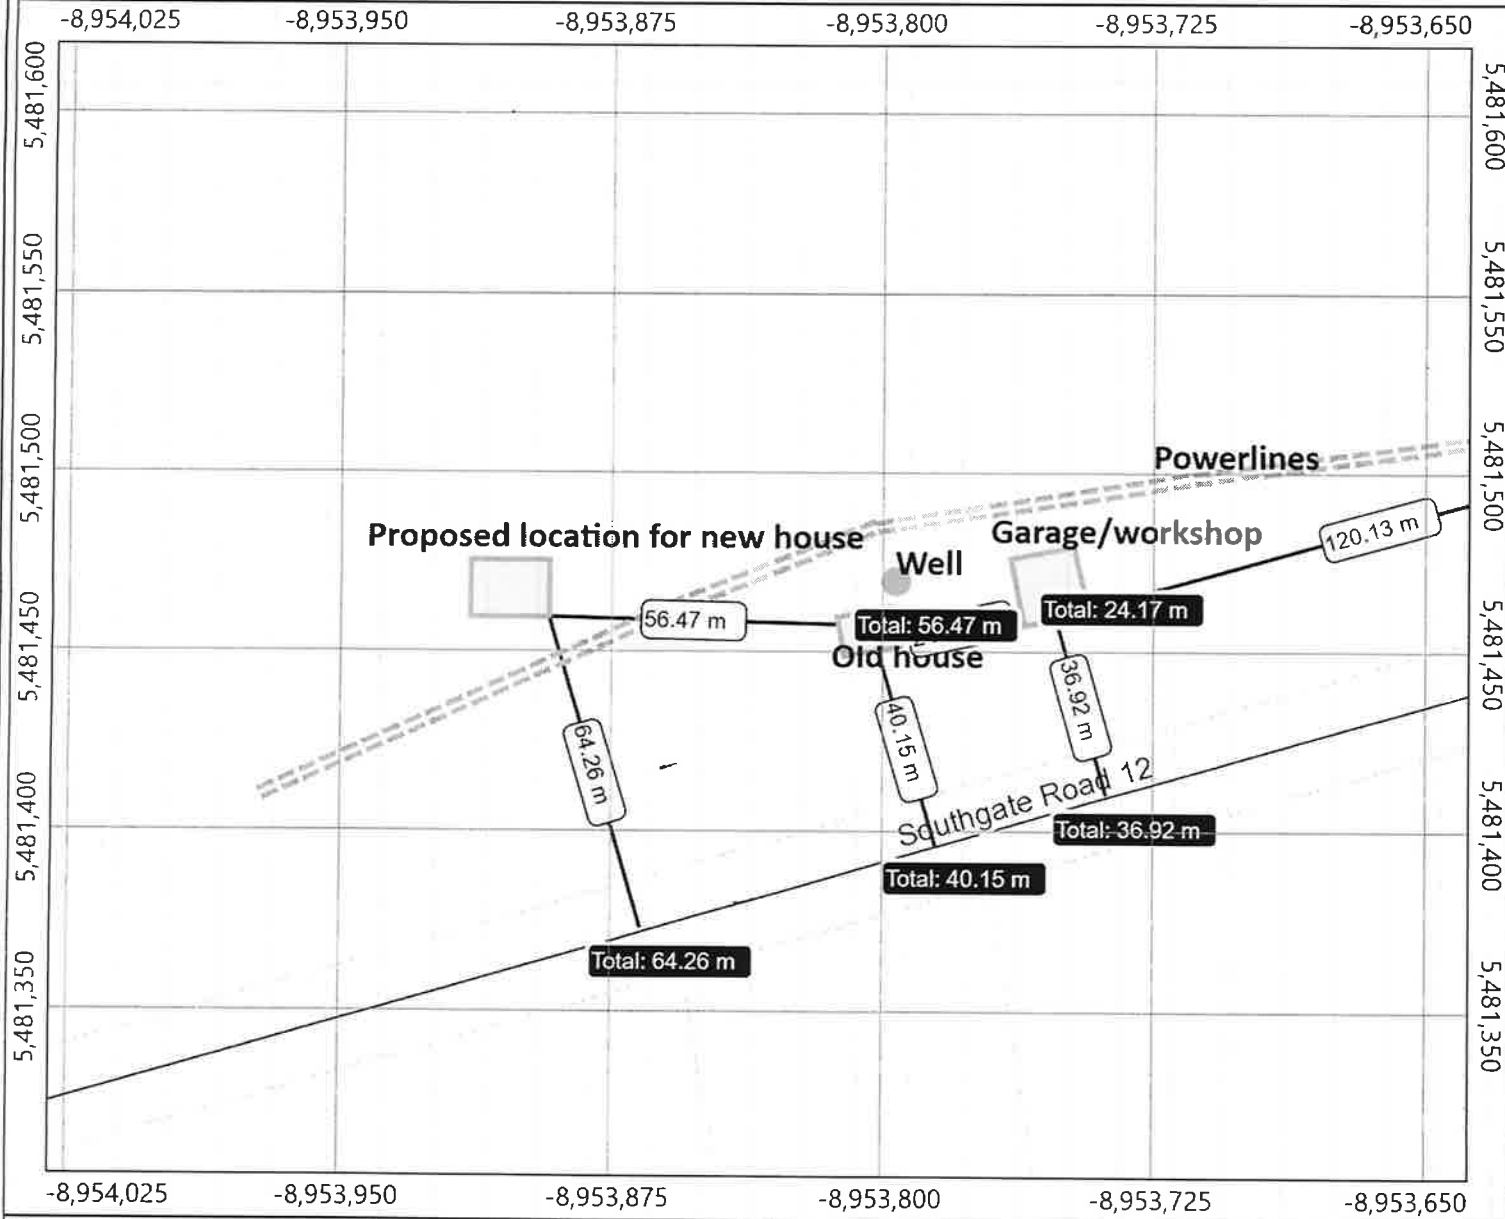 -8,954,025 -8,953,950 -8,953,875 -8,953,800 -8,953,725 -8,953,650
5,481,600
5,481,600
5,481,550
5,481,550
5,481,500
5,481,500
Powerlines
120.13 m
Proposed location for new house
Garage/workshop
Well
5,481,450
5,481,450
56.47 m
Total: 56.47 m
Total: 24.17 m
Old house
36.92 m
40.15 m
64.26 m
Southgate Road 12
5,481,400
5,481,400
Total: 36.92 m
Total: 40.15 m
Total: 64.26 m
5,481,350
5,481,350
-8,954,025 -8,953,950 -8,953,875 -8,953,800 -8,953,725 -8,953,650